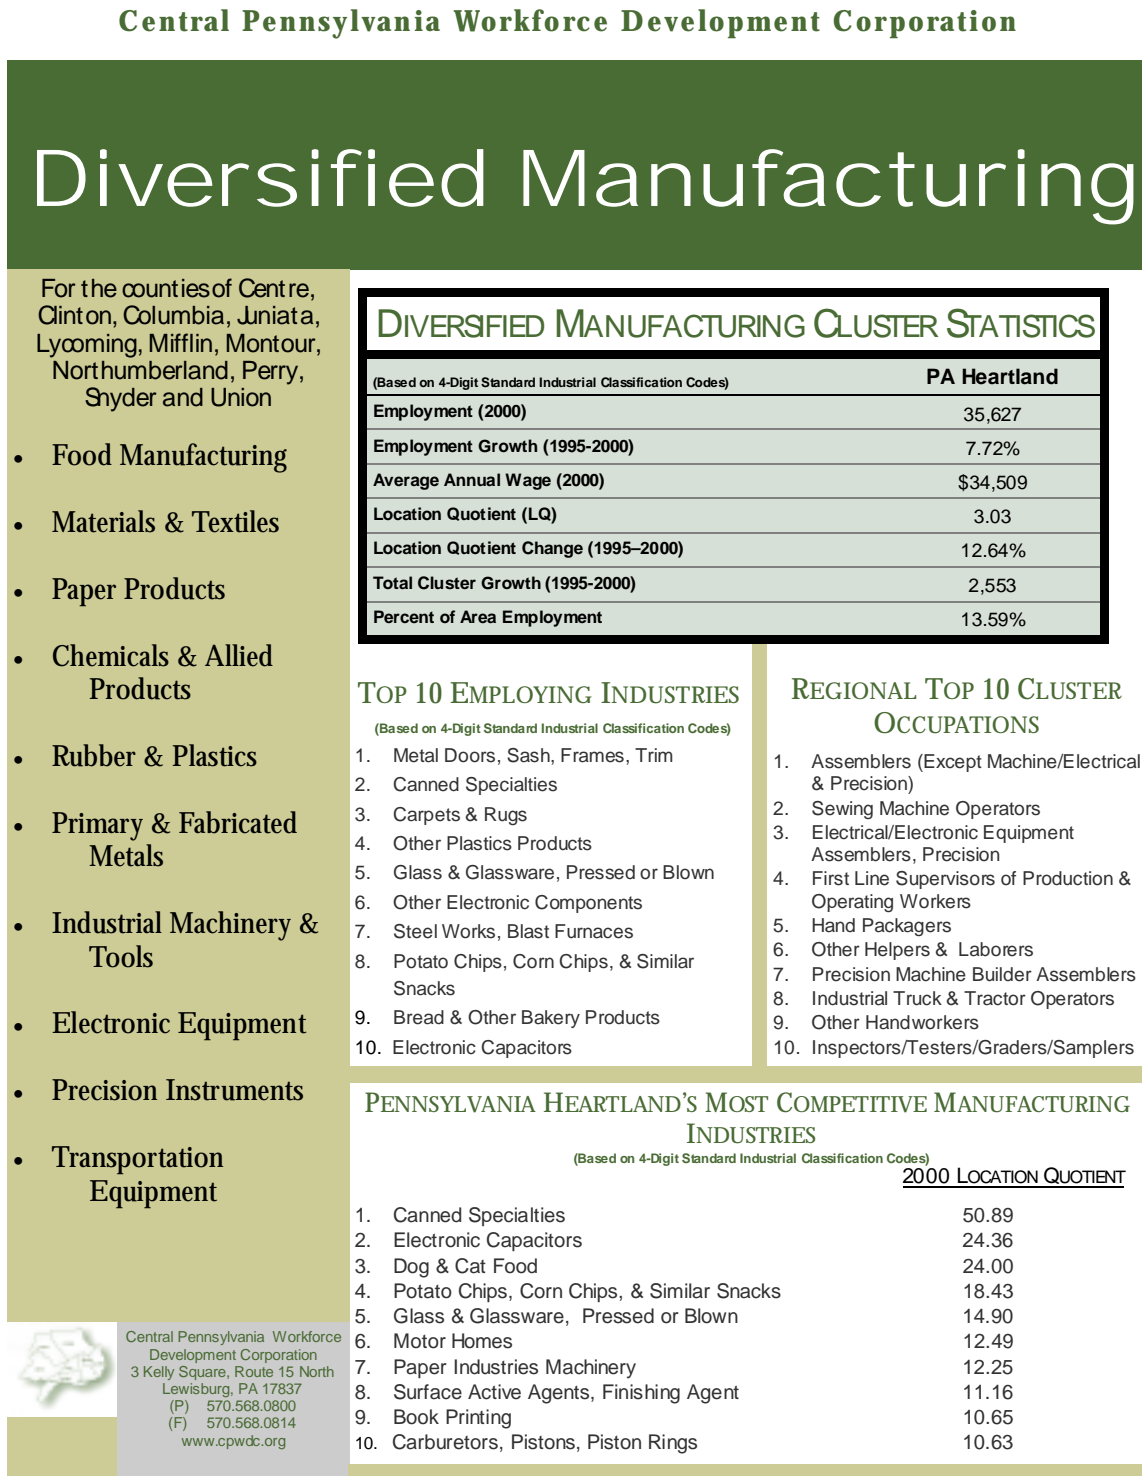 Central Pennsylvania Workforce Development Corporation
Diversified Manufacturing
For the counties of Centre,
Clinton, Columbia, Juniata,
Lycoming, Mifflin, Montour,
Northumberland, Perry,
Snyder and Union
• Food Manufacturing
• Materials & Textiles
• Paper Products
• Chemicals & Allied
Products
• Rubber & Plastics
• Primary & Fabricated
Metals
• Industrial Machinery &
Tools
• Electronic Equipment
• Precision Instruments
• Transportation
Equipment
Central Pennsylvania Workforce
Development Corporation
3 Kelly Square, Route 15 North
Lewisburg, PA 17837
(P) 570.568.0800
(F) 570.568.0814
www.cpwdc.org
DIVERSIFIED MANUFACTURING CLUSTER STATISTICS
(Based on 4-Digit Standard Industrial Classification Codes) PA Heartland
Employment (2000) 35,627
Employment Growth (1995-2000) 7.72%
Average Annual Wage (2000) $34,509
Location Quotient (LQ) 3.03
Location Quotient Change (1995–2000) 12.64%
Total Cluster Growth (1995-2000) 2,553
Percent of Area Employment 13.59%
TOP 10 EMPLOYING INDUSTRIES
(Based on 4-Digit Standard Industrial Classification Codes)
1. Metal Doors, Sash, Frames, Trim
2. Canned Specialties
3. Carpets & Rugs
4. Other Plastics Products
5. Glass & Glassware, Pressed or Blown
6. Other Electronic Components
7. Steel Works, Blast Furnaces
8. Potato Chips, Corn Chips, & Similar
Snacks
9. Bread & Other Bakery Products
10. Electronic Capacitors
REGIONAL TOP 10 CLUSTER
OCCUPATIONS
1. Assemblers (Except Machine/Electrical
& Precision)
2. Sewing Machine Operators
3. Electrical/Electronic Equipment
Assemblers, Precision
4. First Line Supervisors of Production &
Operating Workers
5. Hand Packagers
6. Other Helpers & Laborers
7. Precision Machine Builder Assemblers
8. Industrial Truck & Tractor Operators
9. Other Handworkers
10. Inspectors/Testers/Graders/Samplers
PENNSYLVANIA HEARTLAND'S MOST COMPETITIVE MANUFACTURING
INDUSTRIES
(Based on 4-Digit Standard Industrial Classification Codes)
2000 LOCATION QUOTIENT
1. Canned Specialties 50.89
2. Electronic Capacitors 24.36
3. Dog & Cat Food 24.00
4. Potato Chips, Corn Chips, & Similar Snacks 18.43
5. Glass & Glassware, Pressed or Blown 14.90
6. Motor Homes 12.49
7. Paper Industries Machinery 12.25
8. Surface Active Agents, Finishing Agent 11.16
9. Book Printing 10.65
10. Carburetors, Pistons, Piston Rings 10.63